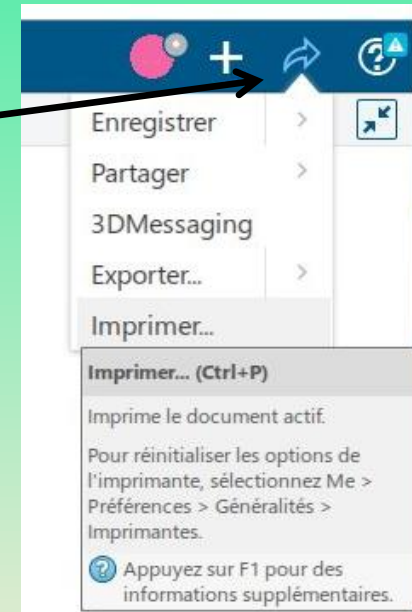 Enregistrer
Partager
3DMessaging
Exporter...
Imprimer...
Imprimer... (Ctrl+P)
Imprime le document actif.
Pour réinitialiser les options de
l'imprimante, sélectionnez Me >
Préférences > Généralités >
Imprimantes.
Appuyez sur F1 pour des
informations supplémentaires.